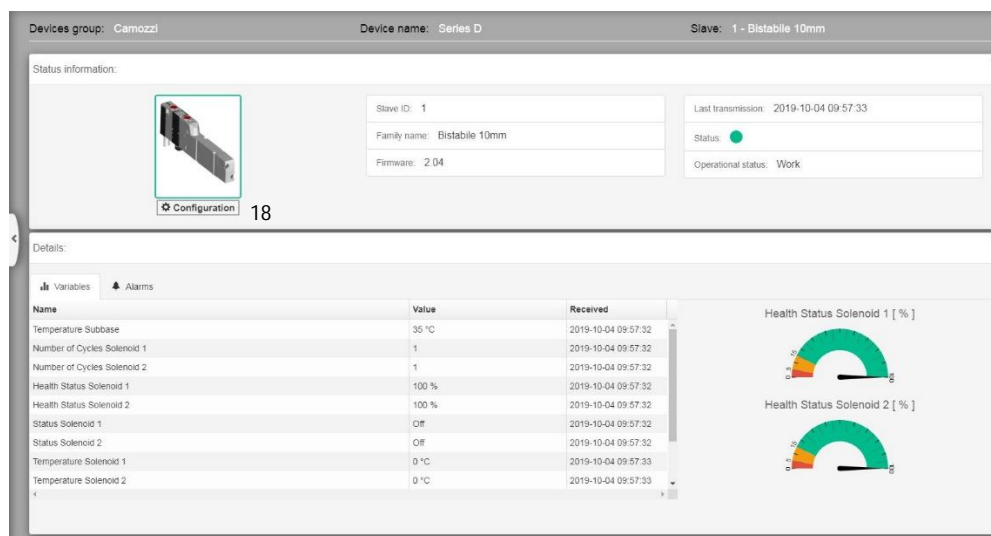 Devices group: Camozzi Device name: Series D Slave: 1 - Bistabile 10mm
Status information:
Slave ID: 1
Family name: Bistabile 10mm
Firmware: 2.04
Last transmission: 2019-10-04 09:57:33
Status:
Operational status: Work
Configuration 18
Details:
Variables Alarms
Name Value Received
Temperature Subbase 35 °C 2019-10-04 09:57:32
Number of Cycles Solenoid 1 1 2019-10-04 09:57:32
Number of Cycles Solenoid 2 1 2019-10-04 09:57:32
Health Status Solenoid 1 100 % 2019-10-04 09:57:32
Health Status Solenoid 2 100 % 2019-10-04 09:57:32
Status Solenoid 1 Off 2019-10-04 09:57:32
Status Solenoid 2 Off 2019-10-04 09:57:32
Temperature Solenoid 1 0 °C 2019-10-04 09:57:33
Temperature Solenoid 2 0 °C 2019-10-04 09:57:33
Health Status Solenoid 1 [ % ]
0 5 15
Health Status Solenoid 2 [ % ]
0 5 15